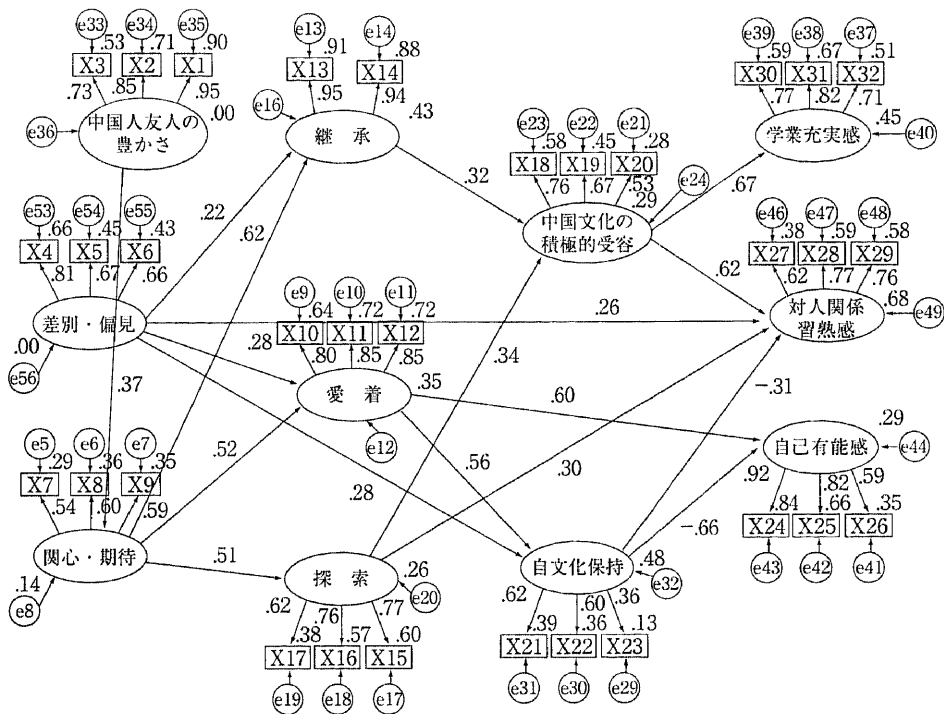 e33 e34 e35
.53 .71 .90
X3 X2 X1
.73 .85 .95
.00
e36
中国人友人の
豊かさ
e13 e14
.91 .88
X13 X14
.95 .94
.43
e16
継 承
e39 e38 e37
.59 .67 .51
X30 X31 X32
.77 .82 .71
.45
学業充実感
e40
e23 e22 e21
.58 .45 .28
X18 X19 X20
.76 .67 .53
.29
e24
中国文化の
積極的受容
.32
.67
.22
.62
e53 e54 e55
.66 .45 .43
X4 X5 X6
.81 .67 .66
差別・偏見
.00
e56
e46 e47 e48
.38 .59 .58
X27 X28 X29
.62 .77 .76
.68
対人関係
習熟感
e49
.62
.26
e9 e10 e11
.64 .72 .72
X10 X11 X12
.80 .85 .85
.28
.35
愛 着
e12
.34
-.31
.37
.60
.29
自己有能感
e44
.92 .82 .59
.84 .66 .35
X24 X25 X26
e43 e42 e41
e5 e6 e7
.29 .36 .35
X7 X8 X9
.54 .60 .59
関心・期待
.14
e8
.52
.56
.30
.28
-.66
.51
探 索
.26
e20
.62 .76 .77
.38 .57 .60
X17 X16 X15
e19 e18 e17
自文化保持
.48
e32
.62 .60 .36
.39 .36 .13
X21 X22 X23
e31 e30 e29